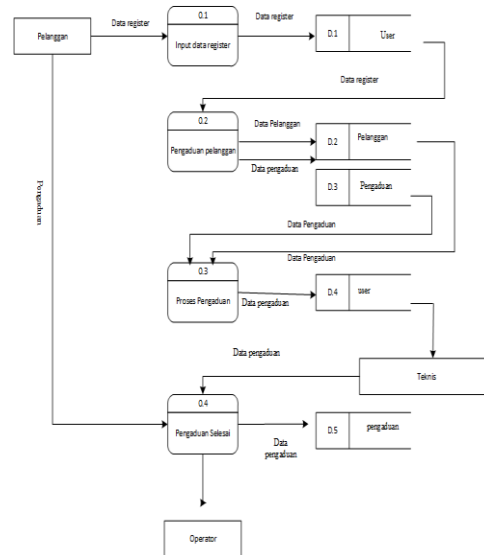 Pelanggan
Data register
0.1
Input data register
Data register
D.1
User
Data register
0.2
Pengaduan pelanggan
Data Pelanggan
D.2
Pelanggan
Data pengaduan
D.3
Pengaduan
Pengaduan
Data Pengaduan
Data Pengaduan
0.3
Proses Pengaduan
Data pengaduan
D.4
user
Data pengaduan
Teknis
0.4
Pengaduan Selesai
Data
pengaduan
D.5
pengaduan
Operator